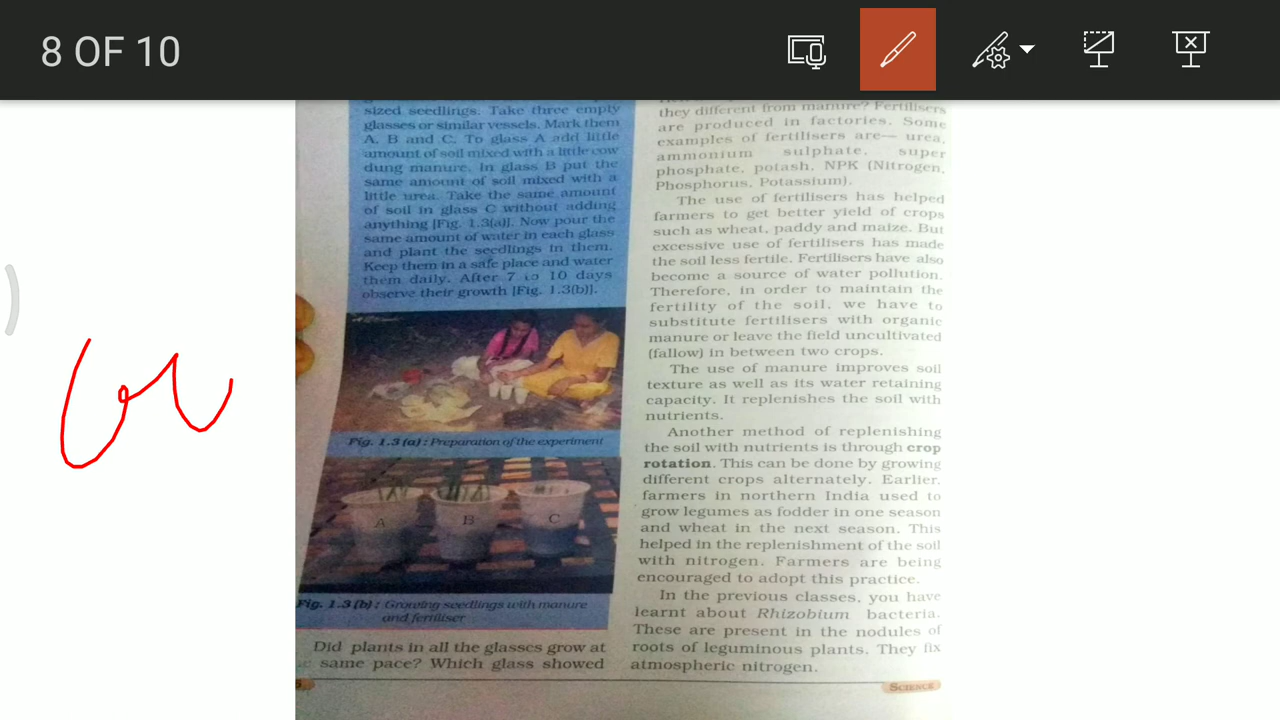 8 OF 10
sized seedlings. Take three empty
glasses or similar vessels. Mark them
A, B and C. To glass A add little
amount of soil mixed with a little cow
dung manure. In glass B put the
same amount of soil mixed with a
little urea. Take the same amount
of soil in glass C without adding
anything [Fig. 1.3(a)]. Now pour the
same amount of water in each glass
and plant the seedlings in them.
Keep them in a safe place and water
them daily. After 7 to 10 days
observe their growth [Fig. 1.3(b)].
Fig. 1.3 (a) : Preparation of the experiment
A B C
Fig. 1.3 (b) : Growing seedlings with manure
and fertiliser
Did plants in all the glasses grow at
same pace? Which glass showed
they different from manure? Fertilisers
are produced in factories. Some
examples of fertilisers are— urea,
ammonium sulphate, super
phosphate, potash, NPK (Nitrogen,
Phosphorus, Potassium).
The use of fertilisers has helped
farmers to get better yield of crops
such as wheat, paddy and maize. But
excessive use of fertilisers has made
the soil less fertile. Fertilisers have also
become a source of water pollution.
Therefore, in order to maintain the
fertility of the soil, we have to
substitute fertilisers with organic
manure or leave the field uncultivated
(fallow) in between two crops.
The use of manure improves soil
texture as well as its water retaining
capacity. It replenishes the soil with
nutrients.
Another method of replenishing
the soil with nutrients is through crop
rotation. This can be done by growing
different crops alternately. Earlier,
farmers in northern India used to
grow legumes as fodder in one season
and wheat in the next season. This
helped in the replenishment of the soil
with nitrogen. Farmers are being
encouraged to adopt this practice.
In the previous classes, you have
learnt about Rhizobium bacteria.
These are present in the nodules of
roots of leguminous plants. They fix
atmospheric nitrogen.
SCIENCE